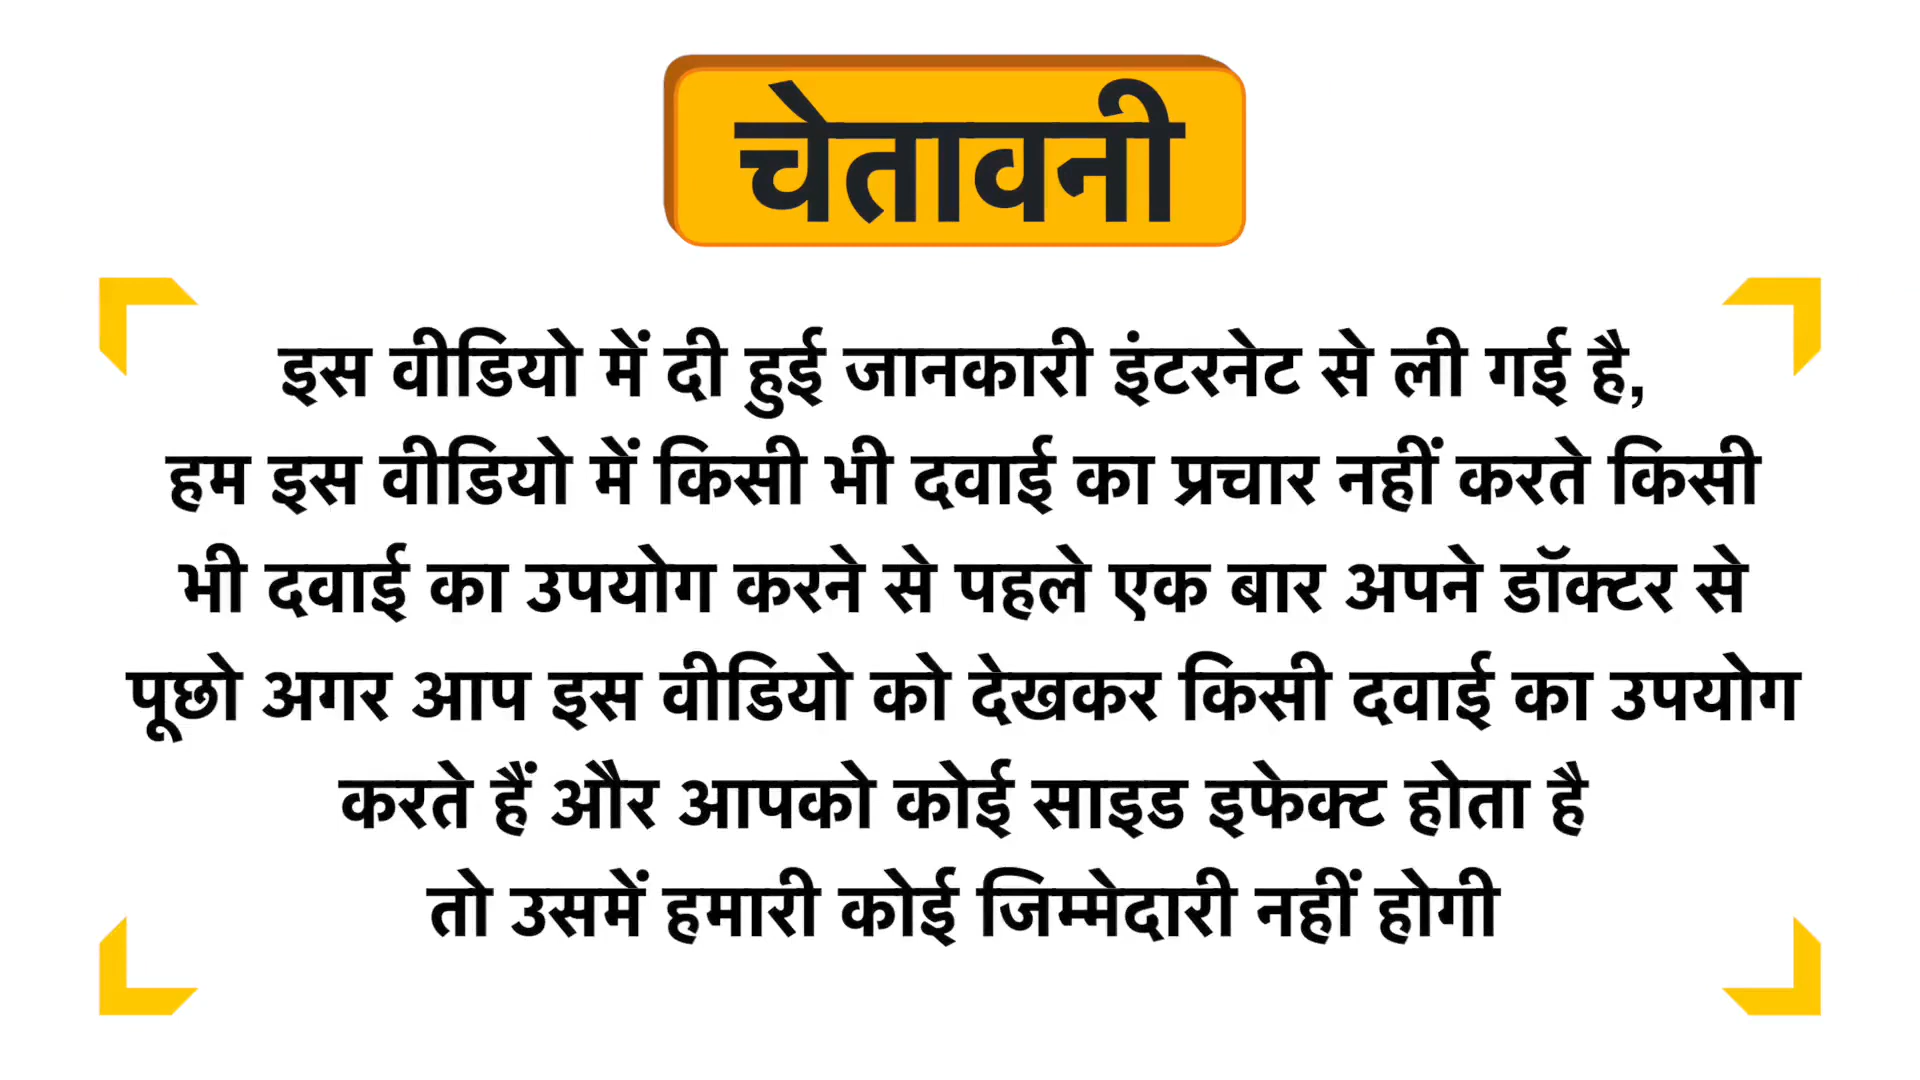 चेतावनी
इस वीडियो में दी हुई जानकारी इंटरनेट से ली गई है,
हम इस वीडियो में किसी भी दवाई का प्रचार नहीं करते किसी
भी दवाई का उपयोग करने से पहले एक बार अपने डॉक्टर से
पूछो अगर आप इस वीडियो को देखकर किसी दवाई का उपयोग
करते हैं और आपको कोई साइड इफेक्ट होता है
तो उसमें हमारी कोई जिम्मेदारी नहीं होगी